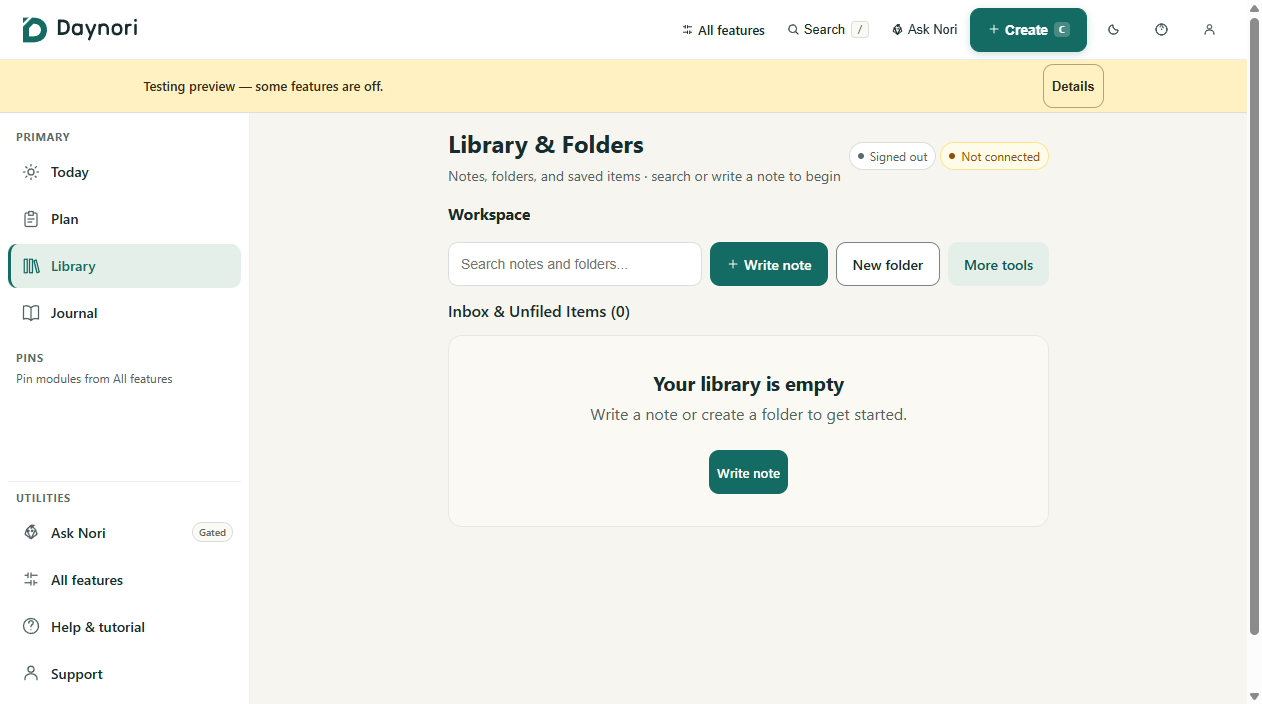 Daynori
All features
Search /
Ask Nori
+ Create C
Testing preview — some features are off.
Details
PRIMARY
Today
Plan
Library
Journal
PINS
Pin modules from All features
UTILITIES
Ask Nori Gated
All features
Help & tutorial
Support
Library & Folders
Notes, folders, and saved items · search or write a note to begin
Signed out
Not connected
Workspace
Search notes and folders...
+ Write note
New folder
More tools
Inbox & Unfiled Items (0)
Your library is empty
Write a note or create a folder to get started.
Write note